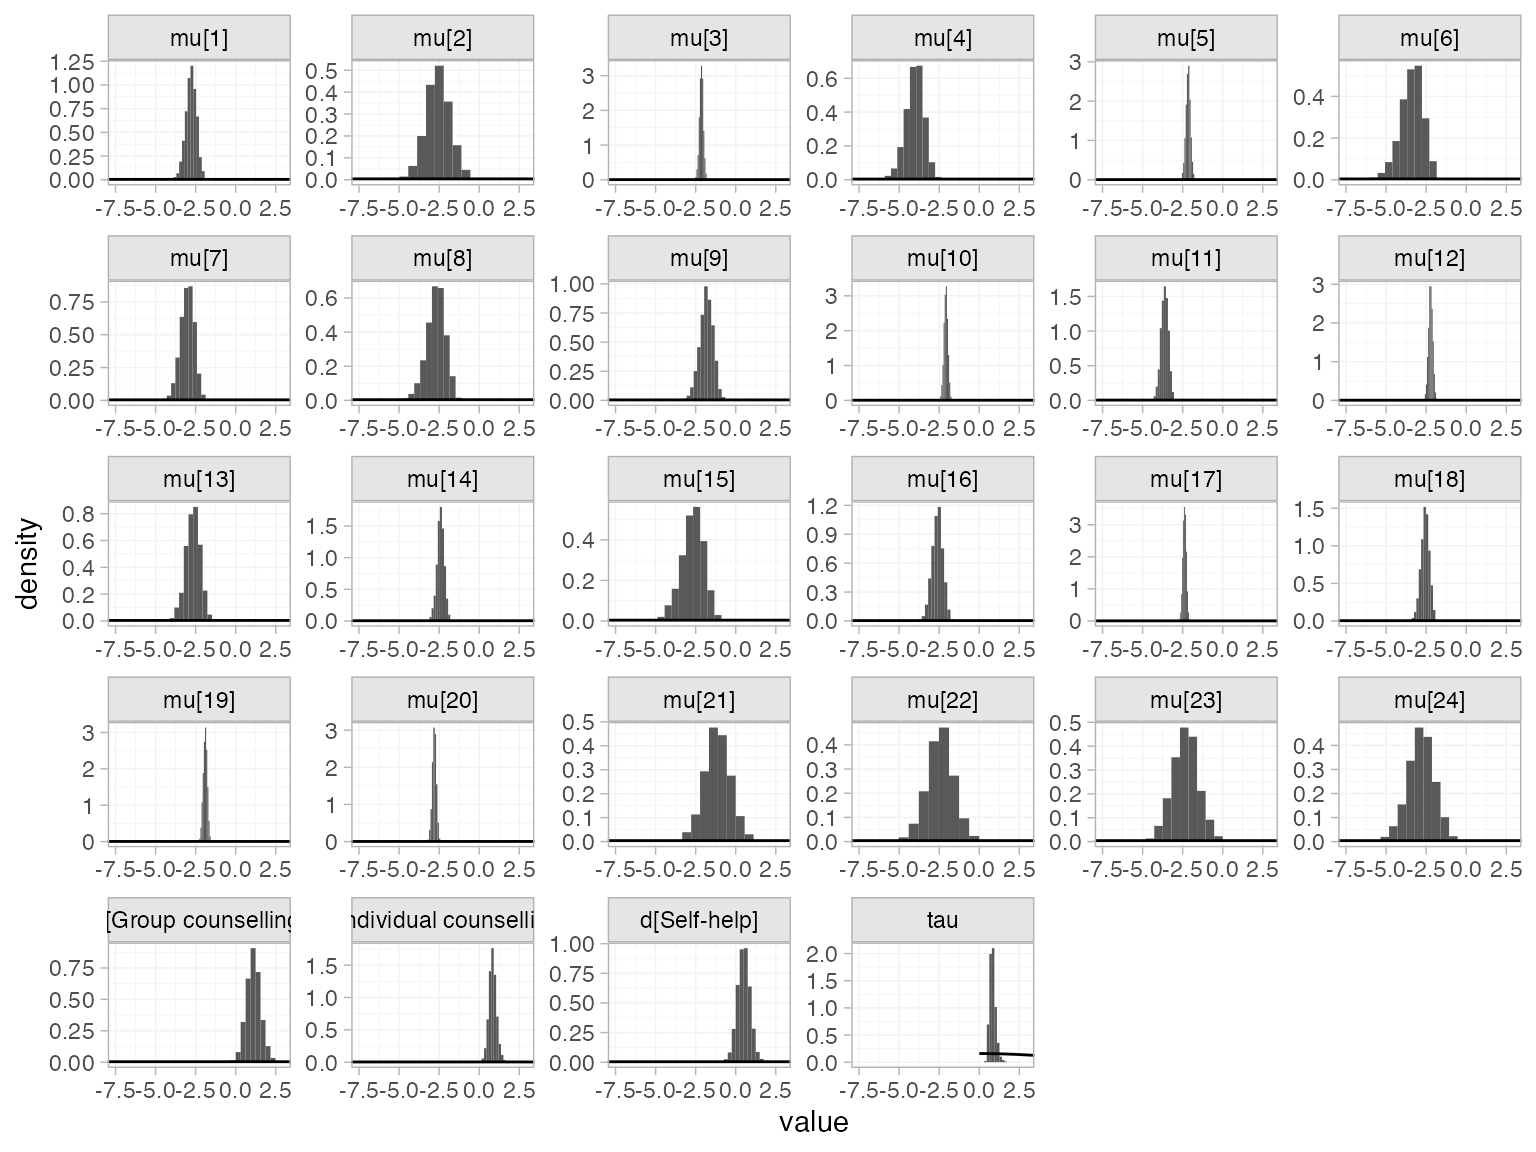 mu[1] mu[2] mu[3] mu[4] mu[5] mu[6]
1.25 1.00 0.75 0.50 0.25 0.00
0.5 0.4 0.3 0.2 0.1 0.0
3 2 1 0
0.6 0.4 0.2 0.0
3 2 1 0
0.4 0.2 0.0
-7.5 -5.0 -2.5 0.0 2.5 -7.5 -5.0 -2.5 0.0 2.5 -7.5 -5.0 -2.5 0.0 2.5 -7.5 -5.0 -2.5 0.0 2.5 -7.5 -5.0 -2.5 0.0 2.5 -7.5 -5.0 -2.5 0.0 2.5
mu[7] mu[8] mu[9] mu[10] mu[11] mu[12]
0.75 0.50 0.25 0.00
0.6 0.4 0.2 0.0
1.00 0.75 0.50 0.25 0.00
3 2 1 0
1.5 1.0 0.5 0.0
3 2 1 0
-7.5 -5.0 -2.5 0.0 2.5 -7.5 -5.0 -2.5 0.0 2.5 -7.5 -5.0 -2.5 0.0 2.5 -7.5 -5.0 -2.5 0.0 2.5 -7.5 -5.0 -2.5 0.0 2.5 -7.5 -5.0 -2.5 0.0 2.5
mu[13] mu[14] mu[15] mu[16] mu[17] mu[18]
0.8 0.6 0.4 0.2 0.0
1.5 1.0 0.5 0.0
0.4 0.2 0.0
1.2 0.9 0.6 0.3 0.0
3 2 1 0
1.5 1.0 0.5 0.0
-7.5 -5.0 -2.5 0.0 2.5 -7.5 -5.0 -2.5 0.0 2.5 -7.5 -5.0 -2.5 0.0 2.5 -7.5 -5.0 -2.5 0.0 2.5 -7.5 -5.0 -2.5 0.0 2.5 -7.5 -5.0 -2.5 0.0 2.5
density
mu[19] mu[20] mu[21] mu[22] mu[23] mu[24]
3 2 1 0
3 2 1 0
0.5 0.4 0.3 0.2 0.1 0.0
0.4 0.3 0.2 0.1 0.0
0.5 0.4 0.3 0.2 0.1 0.0
0.4 0.3 0.2 0.1 0.0
-7.5 -5.0 -2.5 0.0 2.5 -7.5 -5.0 -2.5 0.0 2.5 -7.5 -5.0 -2.5 0.0 2.5 -7.5 -5.0 -2.5 0.0 2.5 -7.5 -5.0 -2.5 0.0 2.5 -7.5 -5.0 -2.5 0.0 2.5
[Group counselling ndividual counselli d[Self-help] tau
0.75 0.50 0.25 0.00
1.5 1.0 0.5 0.0
1.00 0.75 0.50 0.25 0.00
2.0 1.5 1.0 0.5 0.0
-7.5 -5.0 -2.5 0.0 2.5 -7.5 -5.0 -2.5 0.0 2.5 -7.5 -5.0 -2.5 0.0 2.5 -7.5 -5.0 -2.5 0.0 2.5
value